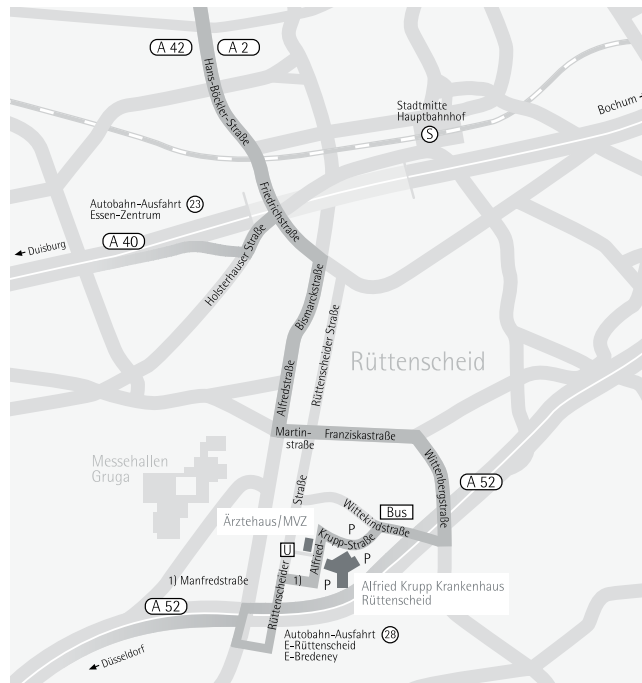 A 42
A 2
Hans-Böckler-Straße
Stadtmitte
Hauptbahnhof
S
Bochum
Friedrichstraße
Autobahn-Ausfahrt 23
Essen-Zentrum
A 40
Duisburg
Holsterhauser Straße
Bismarckstraße
Rüttenscheider Straße
Rüttenscheid
Alfredstraße
Martin-
straße
Franziskastraße
Wittenbergstraße
Messehallen
Gruga
A 52
Bus
Wittekindstraße
Ärztehaus/MVZ
P
Alfried-
Krupp-Straße
U
P
P
1) Manfredstraße
1)
Rüttenscheider Straße
Alfried Krupp Krankenhaus
Rüttenscheid
A 52
Autobahn-Ausfahrt 28
E-Rüttenscheid
E-Bredeney
Düsseldorf